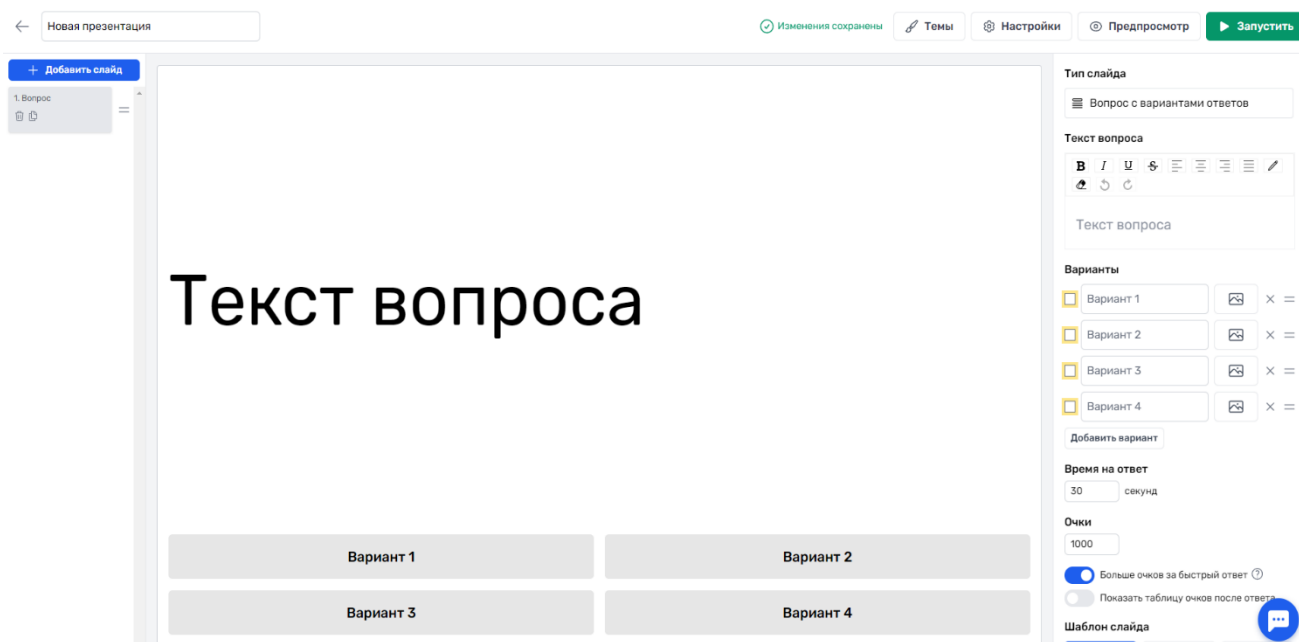 Новая презентация
Изменения сохранены
Темы
Настройки
Предпросмотр
Запустить
Добавить слайд
1. Вопрос
Текст вопроса
Вариант 1
Вариант 2
Вариант 3
Вариант 4
Тип слайда
Вопрос с вариантами ответов
Текст вопроса
B I U S
Текст вопроса
Варианты
Вариант 1
Вариант 2
Вариант 3
Вариант 4
Добавить вариант
Время на ответ
30 секунд
Очки
1000
Больше очков за быстрый ответ ?
Показать таблицу очков после ответа
Шаблон слайда